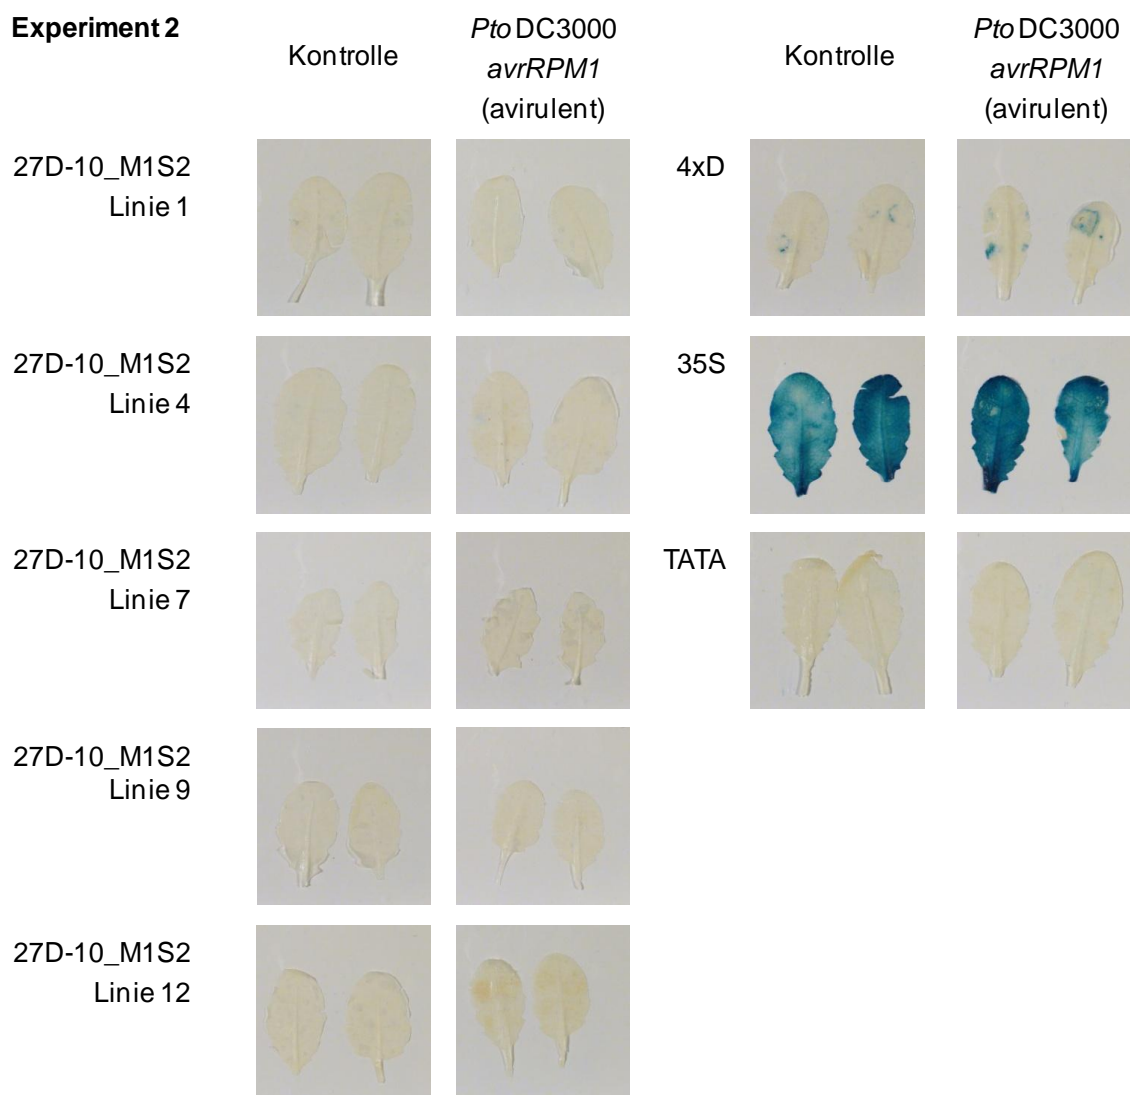 Experiment 2
Kontrolle
Pto DC3000
avrRPM1
(avirulent)
Kontrolle
Pto DC3000
avrRPM1
(avirulent)
27D-10_M1S2
Linie 1
4xD
27D-10_M1S2
Linie 4
35S
27D-10_M1S2
Linie 7
TATA
27D-10_M1S2
Linie 9
27D-10_M1S2
Linie 12